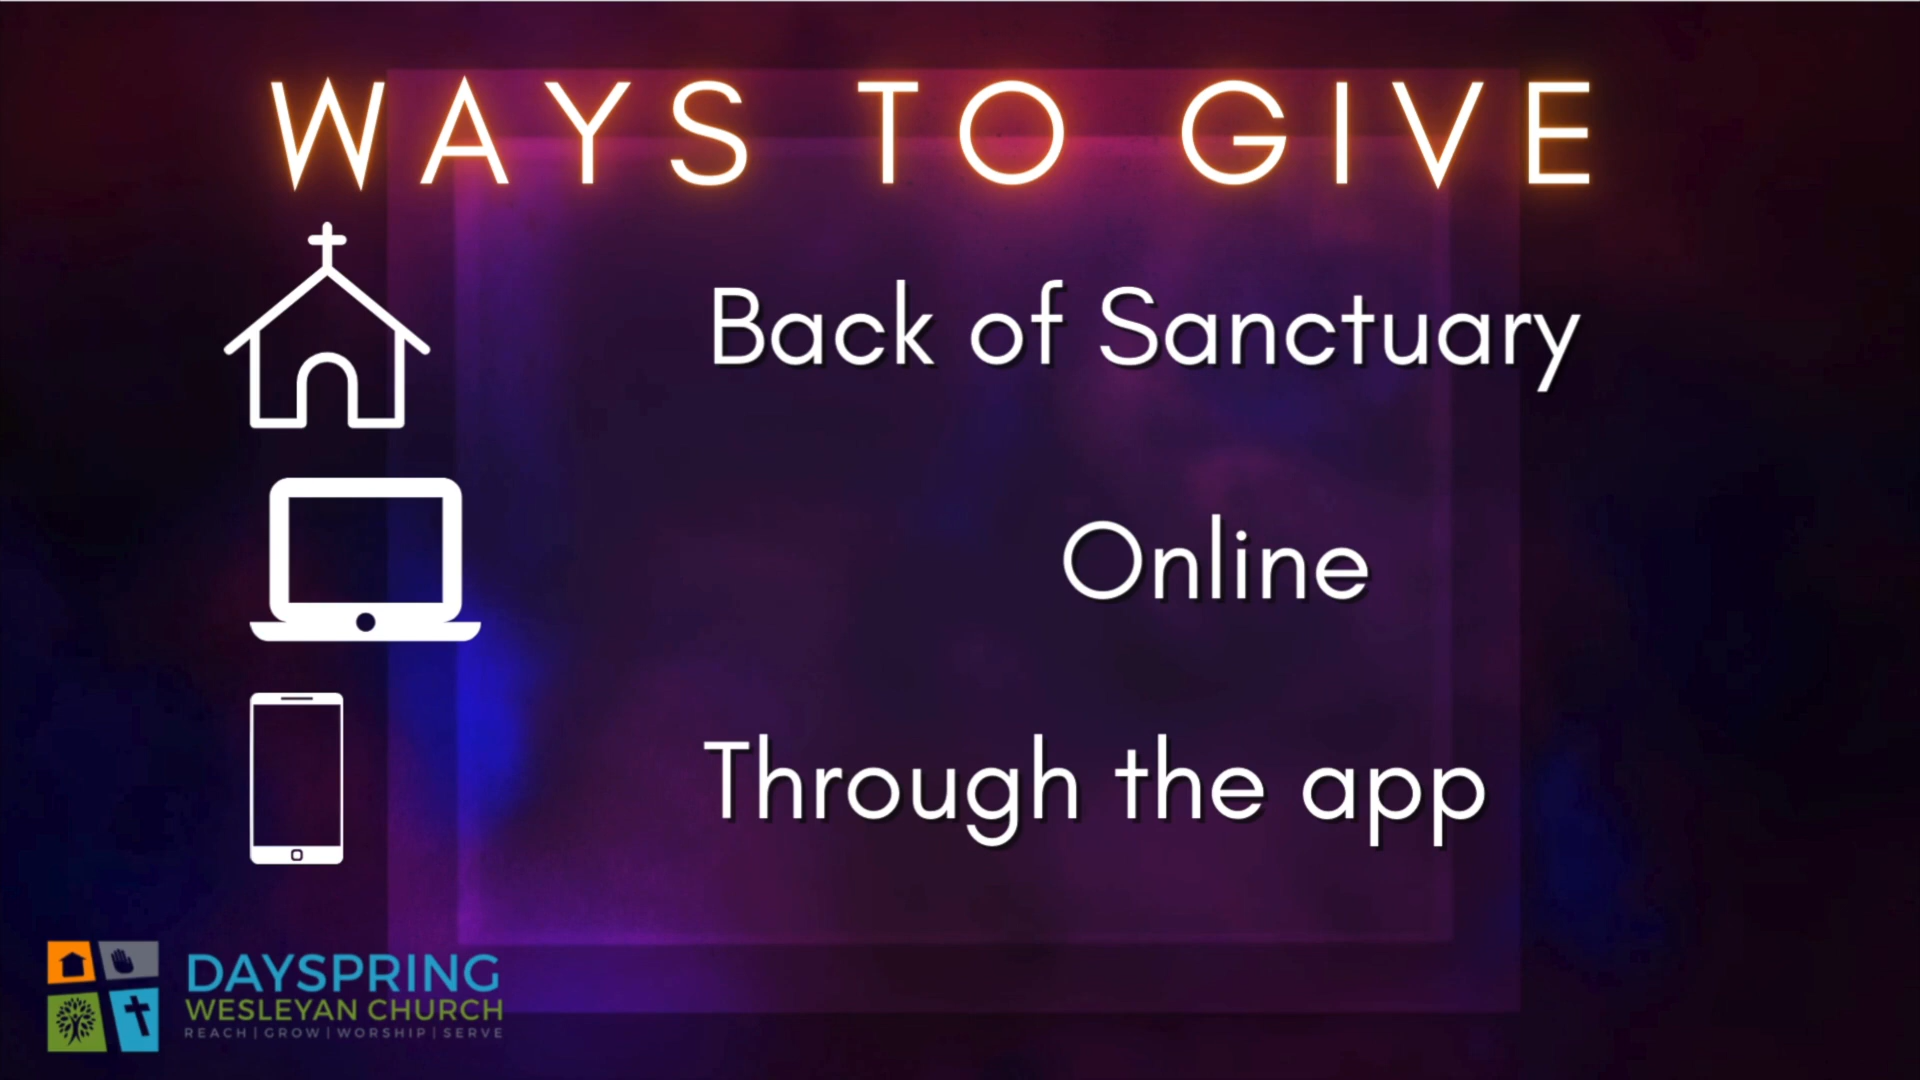 WAYS TO GIVE
Back of Sanctuary
Online
Through the app
DAYSPRING
WESLEYAN CHURCH
REACH | GROW | WORSHIP | SERVE